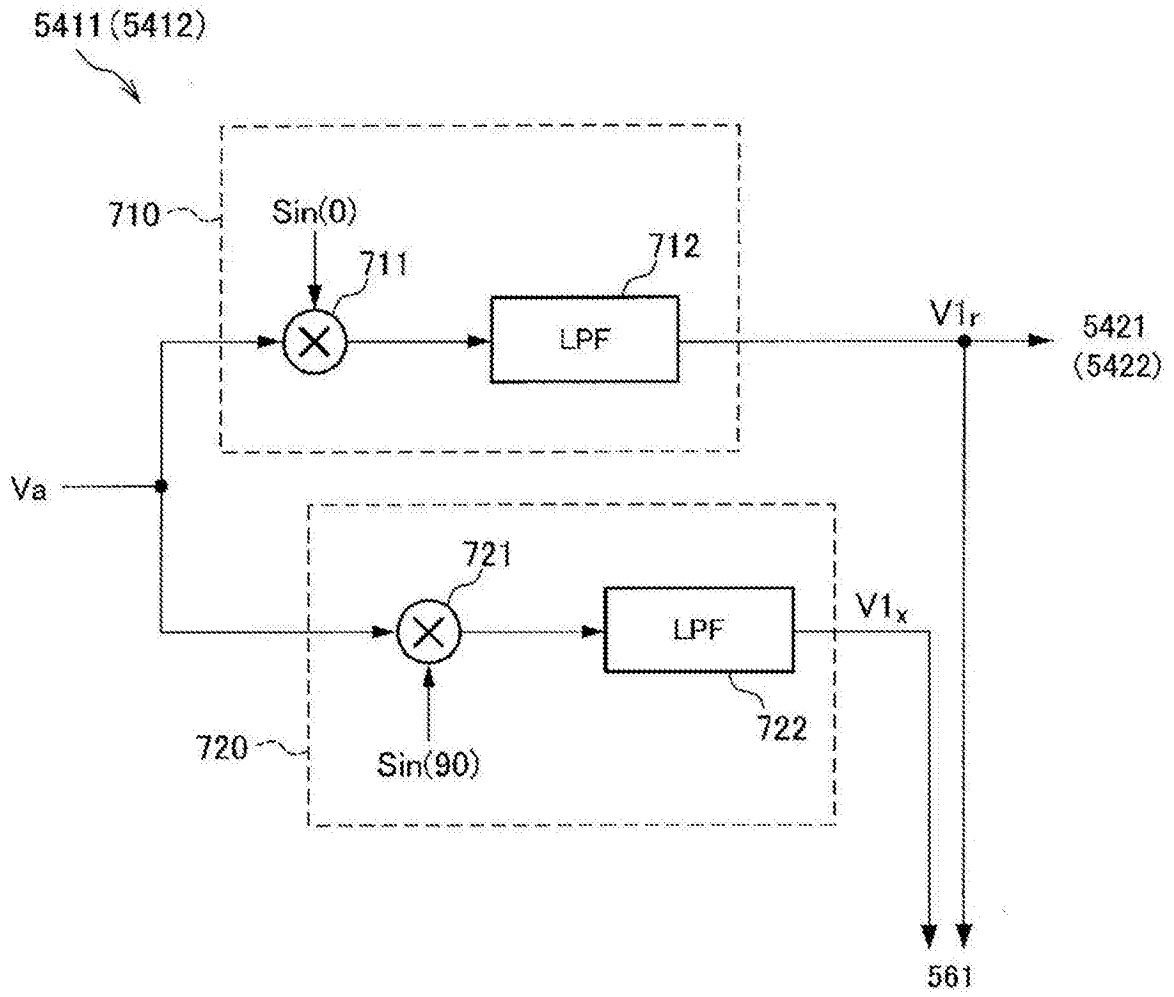 5411 (5412)
710
Sin(0)
711
712
LPF
V1r
5421
(5422)
Va
721
LPF
V1x
722
720
Sin(90)
561